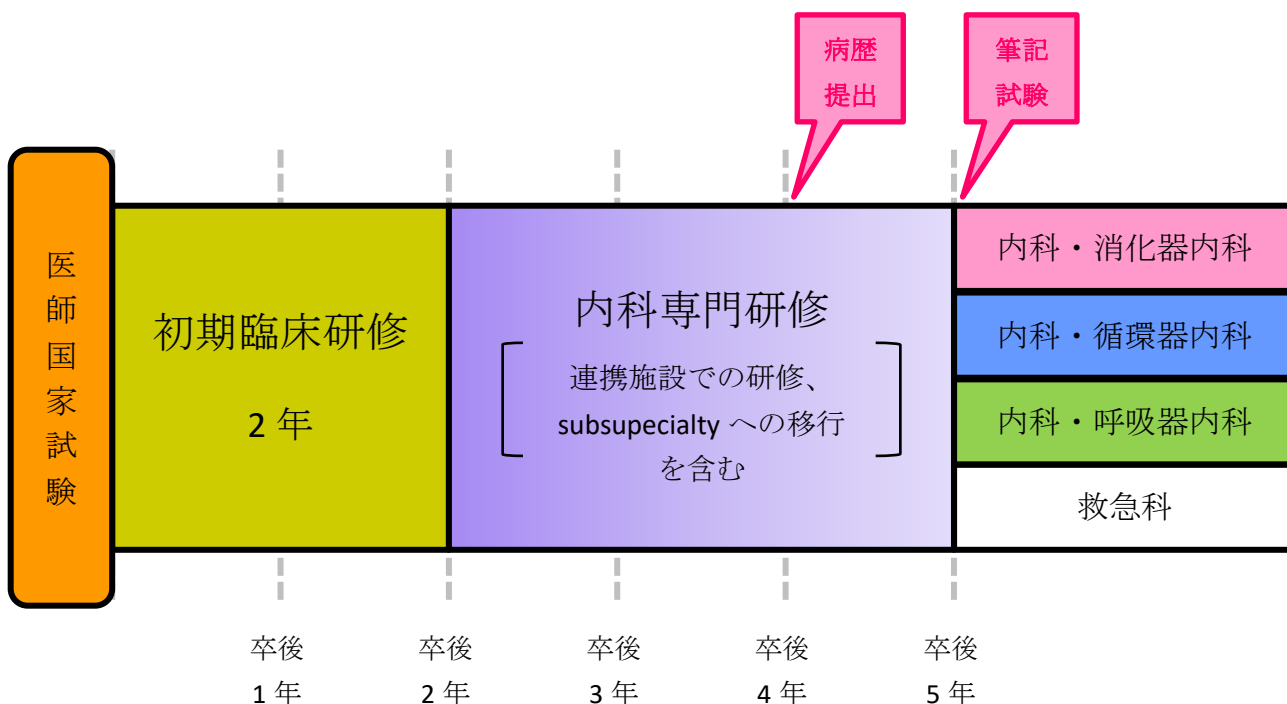 病歴
提出
筆記
試験
医師国家試験
初期臨床研修
2 年
内科専門研修
連携施設での研修、
subsupecialty への移行
を含む
内科・消化器内科
内科・循環器内科
内科・呼吸器内科
救急科
卒後
1 年
卒後
2 年
卒後
3 年
卒後
4 年
卒後
5 年